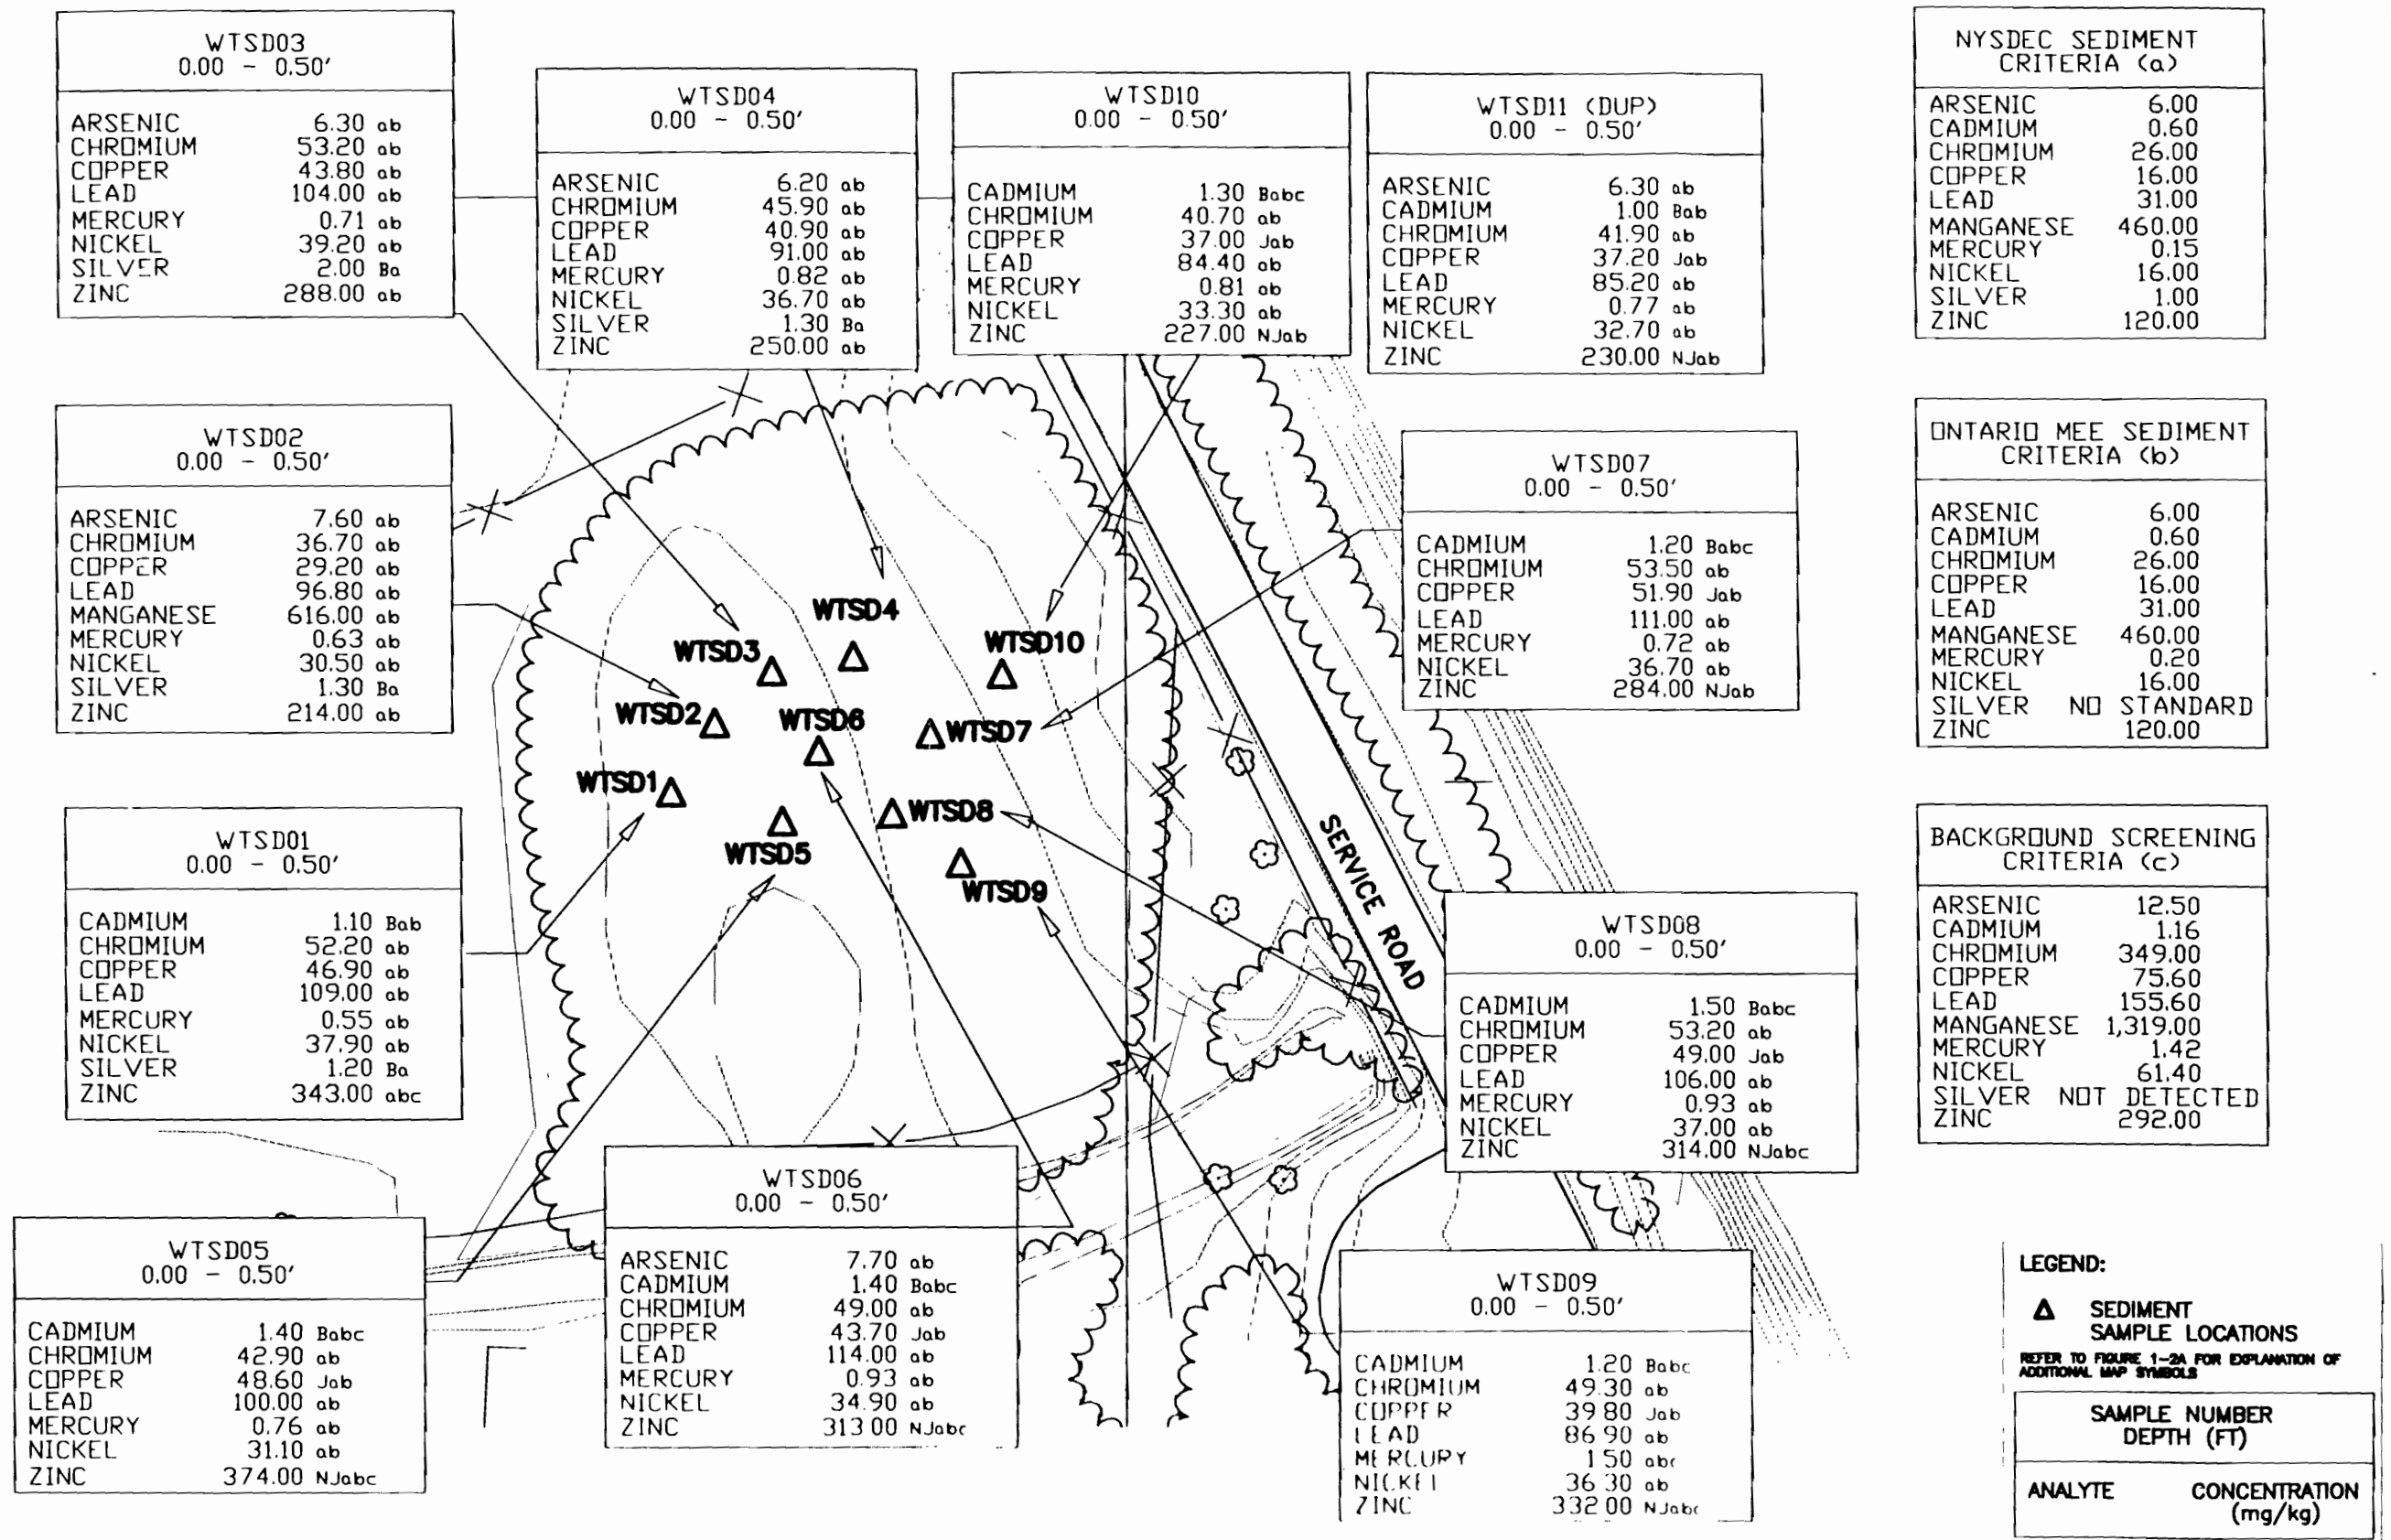 WTSD03
0.00 - 0.50'
ARSENIC 6.30 ab
CHROMIUM 53.20 ab
COPPER 43.80 ab
LEAD 104.00 ab
MERCURY 0.71 ab
NICKEL 39.20 ab
SILVER 2.00 Ba
ZINC 288.00 ab
WTSD04
0.00 - 0.50'
ARSENIC 6.20 ab
CHROMIUM 45.90 ab
COPPER 40.90 ab
LEAD 91.00 ab
MERCURY 0.82 ab
NICKEL 36.70 ab
SILVER 1.30 Ba
ZINC 250.00 ab
WTSD10
0.00 - 0.50'
CADMIUM 1.30 Babc
CHROMIUM 40.70 ab
COPPER 37.00 Jab
LEAD 84.40 ab
MERCURY 0.81 ab
NICKEL 33.30 ab
ZINC 227.00 NJab
WTSD11 (DUP)
0.00 - 0.50'
ARSENIC 6.30 ab
CADMIUM 1.00 Bab
CHROMIUM 41.90 ab
COPPER 37.20 Jab
LEAD 85.20 ab
MERCURY 0.77 ab
NICKEL 32.70 ab
ZINC 230.00 NJab
NYSDEC SEDIMENT
CRITERIA (a)
ARSENIC 6.00
CADMIUM 0.60
CHROMIUM 26.00
COPPER 16.00
LEAD 31.00
MANGANESE 460.00
MERCURY 0.15
NICKEL 16.00
SILVER 1.00
ZINC 120.00
WTSD02
0.00 - 0.50'
ARSENIC 7.60 ab
CHROMIUM 36.70 ab
COPPER 29.20 ab
LEAD 96.80 ab
MANGANESE 616.00 ab
MERCURY 0.63 ab
NICKEL 30.50 ab
SILVER 1.30 Ba
ZINC 214.00 ab
WTSD07
0.00 - 0.50'
CADMIUM 1.20 Babc
CHROMIUM 53.50 ab
COPPER 51.90 Jab
LEAD 111.00 ab
MERCURY 0.72 ab
NICKEL 36.70 ab
ZINC 284.00 NJab
ONTARIO MEE SEDIMENT
CRITERIA (b)
ARSENIC 6.00
CADMIUM 0.60
CHROMIUM 26.00
COPPER 16.00
LEAD 31.00
MANGANESE 460.00
MERCURY 0.20
NICKEL 16.00
SILVER NO STANDARD
ZINC 120.00
WTSD4
WTSD3
WTSD10
WTSD2
WTSD6
WTSD7
WTSD1
WTSD8
WTSD5
WTSD9
SERVICE ROAD
WTSD01
0.00 - 0.50'
CADMIUM 1.10 Bab
CHROMIUM 52.20 ab
COPPER 46.90 ab
LEAD 109.00 ab
MERCURY 0.55 ab
NICKEL 37.90 ab
SILVER 1.20 Ba
ZINC 343.00 abc
WTSD08
0.00 - 0.50'
CADMIUM 1.50 Babc
CHROMIUM 53.20 ab
COPPER 49.00 Jab
LEAD 106.00 ab
MERCURY 0.93 ab
NICKEL 37.00 ab
ZINC 314.00 NJabc
BACKGROUND SCREENING
CRITERIA (c)
ARSENIC 12.50
CADMIUM 1.16
CHROMIUM 349.00
COPPER 75.60
LEAD 155.60
MANGANESE 1,319.00
MERCURY 1.42
NICKEL 61.40
SILVER NOT DETECTED
ZINC 292.00
WTSD05
0.00 - 0.50'
CADMIUM 1.40 Babc
CHROMIUM 42.90 ab
COPPER 48.60 Jab
LEAD 100.00 ab
MERCURY 0.76 ab
NICKEL 31.10 ab
ZINC 374.00 NJabc
WTSD06
0.00 - 0.50'
ARSENIC 7.70 ab
CADMIUM 1.40 Babc
CHROMIUM 49.00 ab
COPPER 43.70 Jab
LEAD 114.00 ab
MERCURY 0.93 ab
NICKEL 34.90 ab
ZINC 313.00 NJabc
WTSD09
0.00 - 0.50'
CADMIUM 1.20 Babc
CHROMIUM 49.30 ab
COPPER 39.80 Jab
LEAD 86.90 ab
MERCURY 1.50 abc
NICKEL 36.30 ab
ZINC 332.00 NJabc
LEGEND:
SEDIMENT
SAMPLE LOCATIONS
REFER TO FIGURE 1-2A FOR EXPLANATION OF
ADDITIONAL MAP SYMBOLS
SAMPLE NUMBER
DEPTH (FT)
ANALYTE CONCENTRATION
(mg/kg)